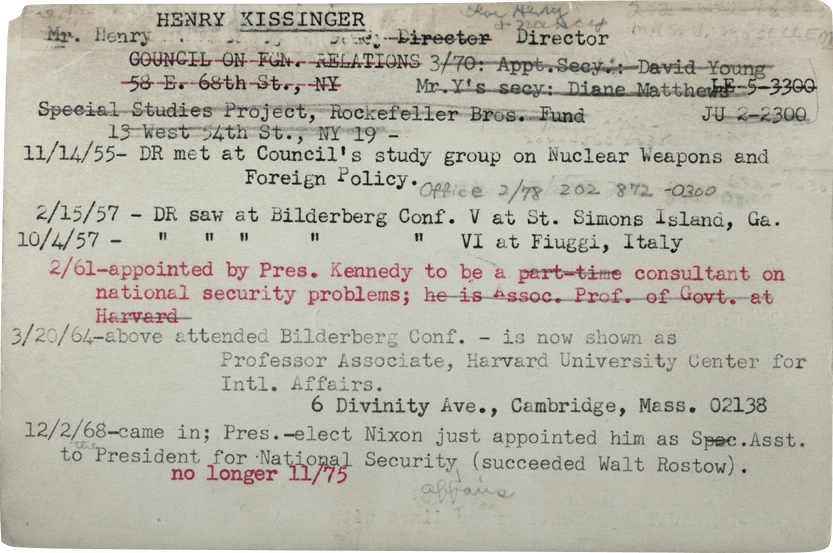 HENRY KISSINGER
Mr. Henry Director Director
COUNCIL ON FGN. RELATIONS 3/70: Appt.Secy.: David Young
58 E. 68th St., NY Mr.Y's secy: Diane Matthews LE-5-3300
Special Studies Project, Rockefeller Bros. Fund JU 2-2300
13 West 54th St., NY 19 -
11/14/55- DR met at Council's study group on Nuclear Weapons and
Foreign Policy.
Office 2/78 202 872 -0300
2/15/57 - DR saw at Bilderberg Conf. V at St. Simons Island, Ga.
10/4/57 - " " " " " VI at Fiuggi, Italy
2/61-appointed by Pres. Kennedy to be a part-time consultant on
national security problems; he is Assoc. Prof. of Govt. at
Harvard
3/20/64-above attended Bilderberg Conf. - is now shown as
Professor Associate, Harvard University Center for
Intl. Affairs.
6 Divinity Ave., Cambridge, Mass. 02138
12/2/68-came in; Pres.-elect Nixon just appointed him as Spec.Asst.
to the President for National Security (succeeded Walt Rostow).
no longer 11/75
affairs